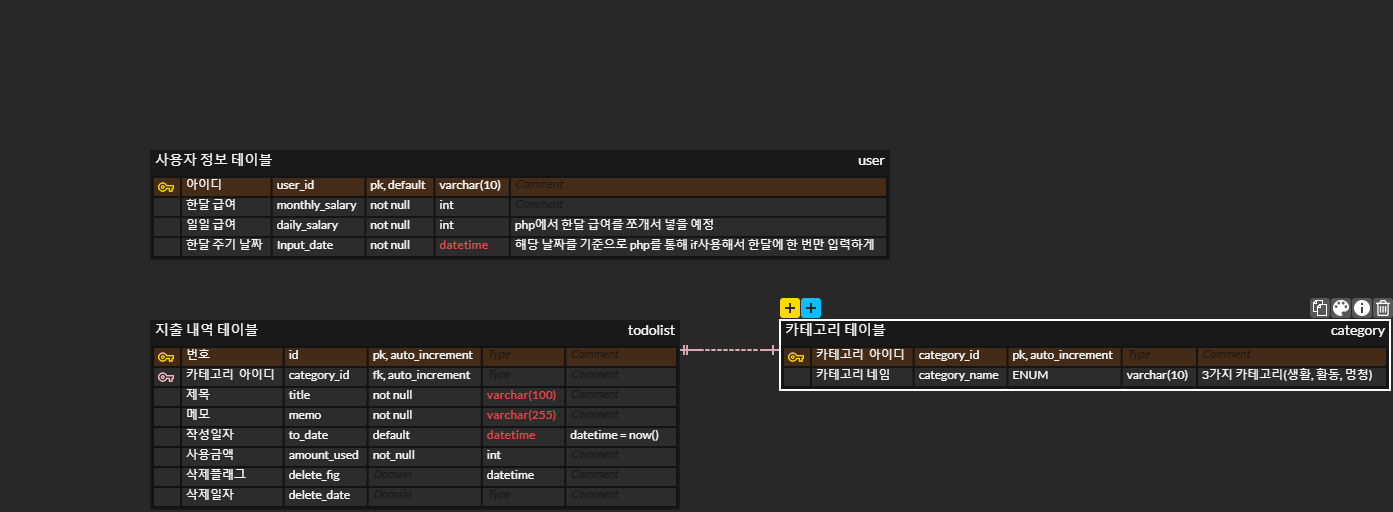 사용자 정보 테이블 user
아이디 user_id pk, default varchar(10) Comment
한달 급여 monthly_salary not null int Comment
일일 급여 daily_salary not null int php에서 한달 급여를 쪼개서 넣을 예정
한달 주기 날짜 Input_date not null datetime 해당 날짜를 기준으로 php를 통해 if사용해서 한달에 한 번만 입력하게
지출 내역 테이블 todolist
번호 id pk, auto_increment Type Comment
카테고리 아이디 category_id fk, auto_increment Type Comment
제목 title not null varchar(100) Comment
메모 memo not null varchar(255) Comment
작성일자 to_date default datetime datetime = now()
사용금액 amount_used not_null int Comment
삭제플래그 delete_fig Domain datetime Comment
삭제일자 delete_date Domain Type Comment
카테고리 테이블 category
카테고리 아이디 category_id pk, auto_increment Type Comment
카테고리 네임 category_name ENUM varchar(10) 3가지 카테고리(생활, 활동, 멍청)